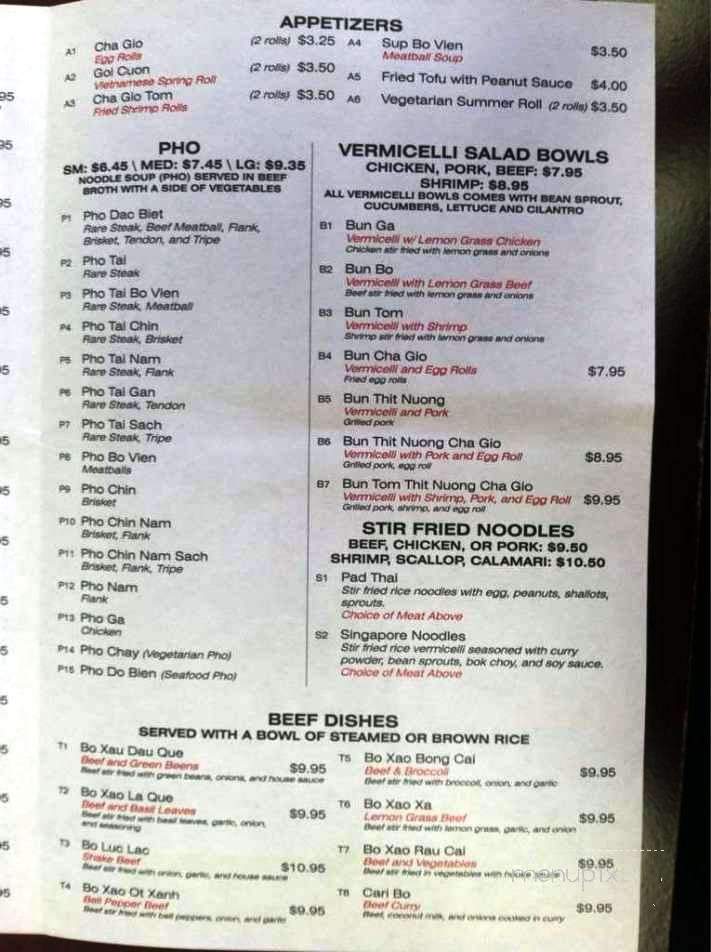 APPETIZERS
A1 Cha Gio (2 rolls) $3.25
Egg Rolls
A2 Goi Cuon (2 rolls) $3.50
Vietnamese Spring Roll
A3 Cha Gio Tom (2 rolls) $3.50
Fried Shrimp Rolls
A4 Sup Bo Vien $3.50
Meatball Soup
A5 Fried Tofu with Peanut Sauce $4.00
A6 Vegetarian Summer Roll (2 rolls) $3.50
PHO
SM: $6.45 \ MED: $7.45 \ LG: $9.35
NOODLE SOUP (PHO) SERVED IN BEEF
BROTH WITH A SIDE OF VEGETABLES
P1 Pho Dac Biet
Rare Steak, Beef Meatball, Flank,
Brisket, Tendon, and Tripe
P2 Pho Tai
Rare Steak
P3 Pho Tai Bo Vien
Rare Steak, Meatball
P4 Pho Tai Chin
Rare Steak, Brisket
P5 Pho Tai Nam
Rare Steak, Flank
P6 Pho Tai Gan
Rare Steak, Tendon
P7 Pho Tai Sach
Rare Steak, Tripe
P8 Pho Bo Vien
Meatballs
P9 Pho Chin
Brisket
P10 Pho Chin Nam
Brisket, Flank
P11 Pho Chin Nam Sach
Brisket, Flank, Tripe
P12 Pho Nam
Flank
P13 Pho Ga
Chicken
P14 Pho Chay (Vegetarian Pho)
P15 Pho Do Bien (Seafood Pho)
VERMICELLI SALAD BOWLS
CHICKEN, PORK, BEEF: $7.95
SHRIMP: $8.95
ALL VERMICELLI BOWLS COMES WITH BEAN SPROUT,
CUCUMBERS, LETTUCE AND CILANTRO
B1 Bun Ga
Vermicelli w/ Lemon Grass Chicken
Chicken stir fried with lemon grass and onions
B2 Bun Bo
Vermicelli with Lemon Grass Beef
Beef stir fried with lemon grass and onions
B3 Bun Tom
Vermicelli with Shrimp
Shrimp stir fried with lemon grass and onions
B4 Bun Cha Gio
Vermicelli and Egg Rolls $7.95
Fried egg rolls
B5 Bun Thit Nuong
Vermicelli and Pork
Grilled pork
B6 Bun Thit Nuong Cha Gio
Vermicelli with Pork and Egg Roll $8.95
Grilled pork, egg roll
B7 Bun Tom Thit Nuong Cha Gio
Vermicelli with Shrimp, Pork, and Egg Roll $9.95
Grilled pork, shrimp, and egg roll
STIR FRIED NOODLES
BEEF, CHICKEN, OR PORK: $9.50
SHRIMP, SCALLOP, CALAMARI: $10.50
S1 Pad Thai
Stir fried rice noodles with egg, peanuts, shallots,
sprouts.
Choice of Meat Above
S2 Singapore Noodles
Stir fried rice vermicelli seasoned with curry
powder, bean sprouts, bok choy, and soy sauce.
Choice of Meat Above
BEEF DISHES
SERVED WITH A BOWL OF STEAMED OR BROWN RICE
T1 Bo Xau Dau Que
Beef and Green Beens $9.95
Beef stir fried with green beans, onions, and house sauce
T2 Bo Xao La Que
Beef and Basil Leaves $9.95
Beef stir fried with basil leaves, garlic, onion,
and seasoning
T3 Bo Luc Lac
Shake Beef $10.95
Beef stir fried with onion, garlic, and house sauce
T4 Bo Xao Ot Xanh
Bell Pepper Beef $9.95
Beef stir fried with bell peppers, onion, and garlic
T5 Bo Xao Bong Cai
Beef & Broccoli $9.95
Beef stir fried with broccoli, onion, and garlic
T6 Bo Xao Xa
Lemon Grass Beef $9.95
Beef stir fried with lemon grass, garlic, and onion
T7 Bo Xao Rau Cai
Beef and Vegetables $9.95
Beef stir fried in vegetables with
T8 Cari Bo
Beef Curry $9.95
Beef, coconut milk, and onions cooked in curry
menupix